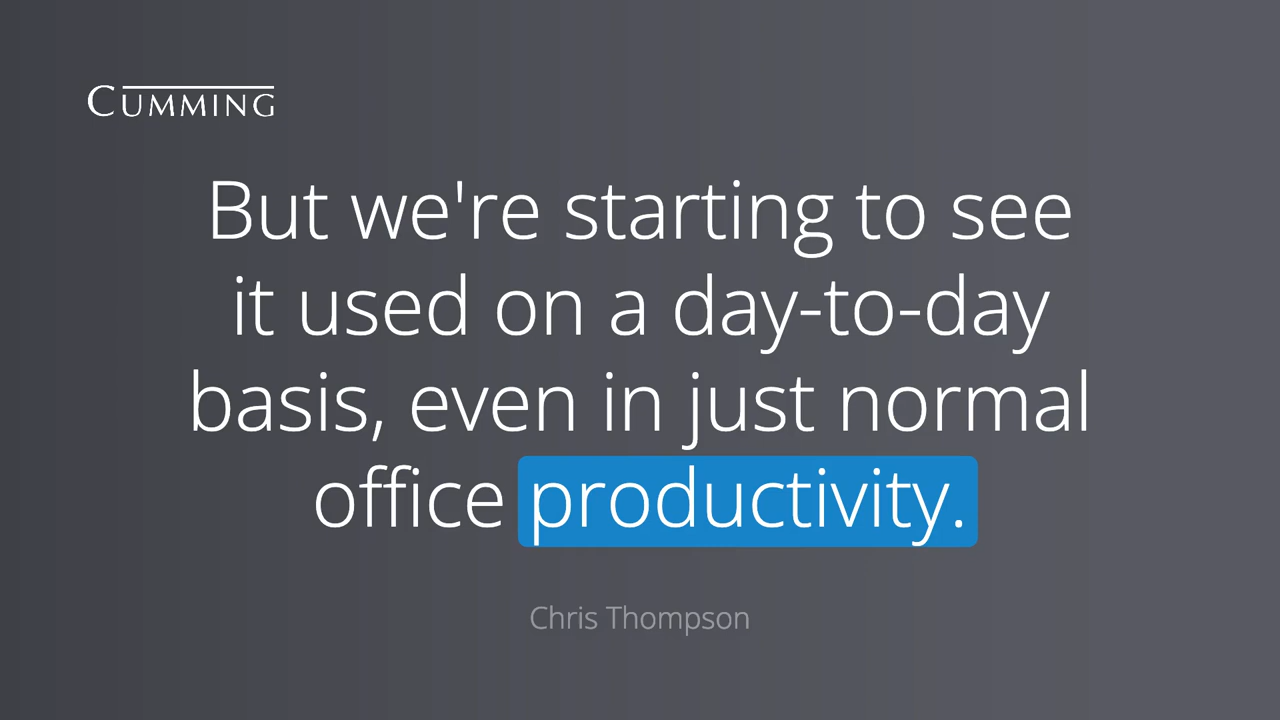 CUMMING
But we're starting to see
it used on a day-to-day
basis, even in just normal
office productivity.
Chris Thompson